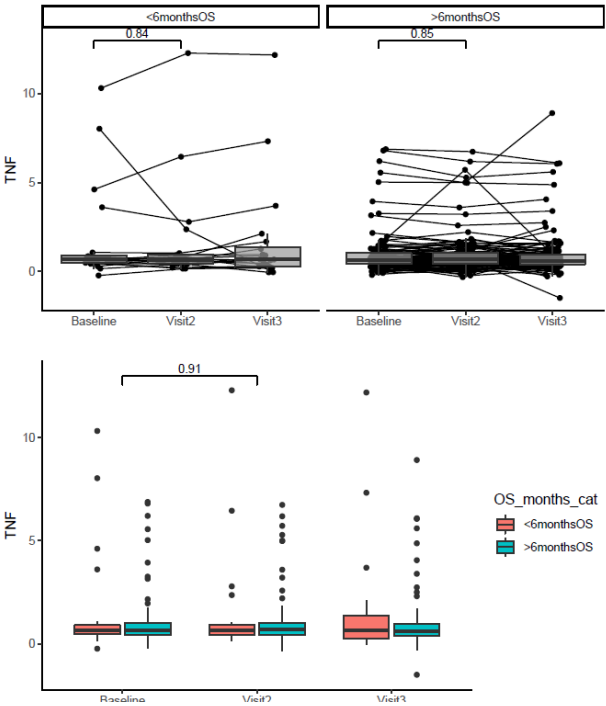 <6monthsOS >6monthsOS
0.84 0.85
10
5
0
TNF
Baseline Visit2 Visit3 Baseline Visit2 Visit3
0.91
10
5
0
TNF
OS_months_cat
<6monthsOS
>6monthsOS
Baseline Visit2 Visit3